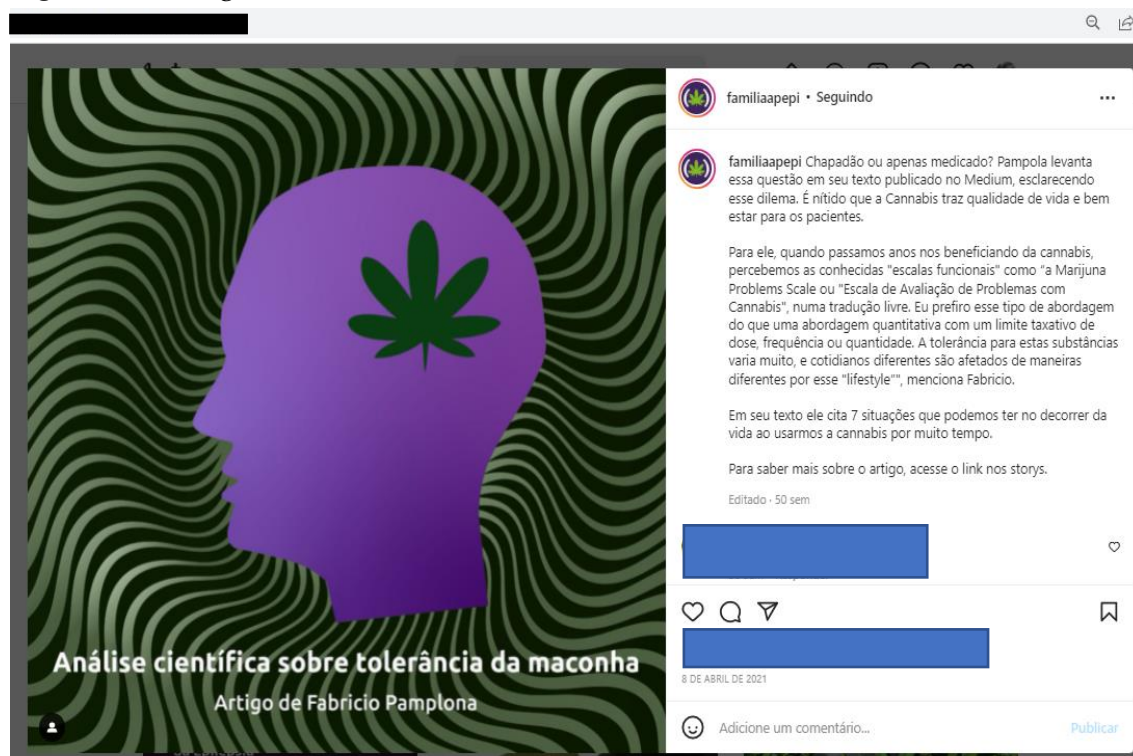 Análise científica sobre tolerância da maconha
Artigo de Fabricio Pamplona
familiaapepi • Seguindo
familiaapepi Chapadão ou apenas medicado? Pampola levanta
essa questão em seu texto publicado no Medium, esclarecendo
esse dilema. É nítido que a Cannabis traz qualidade de vida e bem
estar para os pacientes.
Para ele, quando passamos anos nos beneficiando da cannabis,
percebemos as conhecidas "escalas funcionais" como "a Marijuna
Problems Scale ou "Escala de Avaliação de Problemas com
Cannabis", numa tradução livre. Eu prefiro esse tipo de abordagem
do que uma abordagem quantitativa com um limite taxativo de
dose, frequência ou quantidade. A tolerância para estas substâncias
varia muito, e cotidianos diferentes são afetados de maneiras
diferentes por esse "lifestyle"", menciona Fabricio.
Em seu texto ele cita 7 situações que podemos ter no decorrer da
vida ao usarmos a cannabis por muito tempo.
Para saber mais sobre o artigo, acesse o link nos storys.
Editado · 50 sem
8 DE ABRIL DE 2021
Adicione um comentário...
Publicar